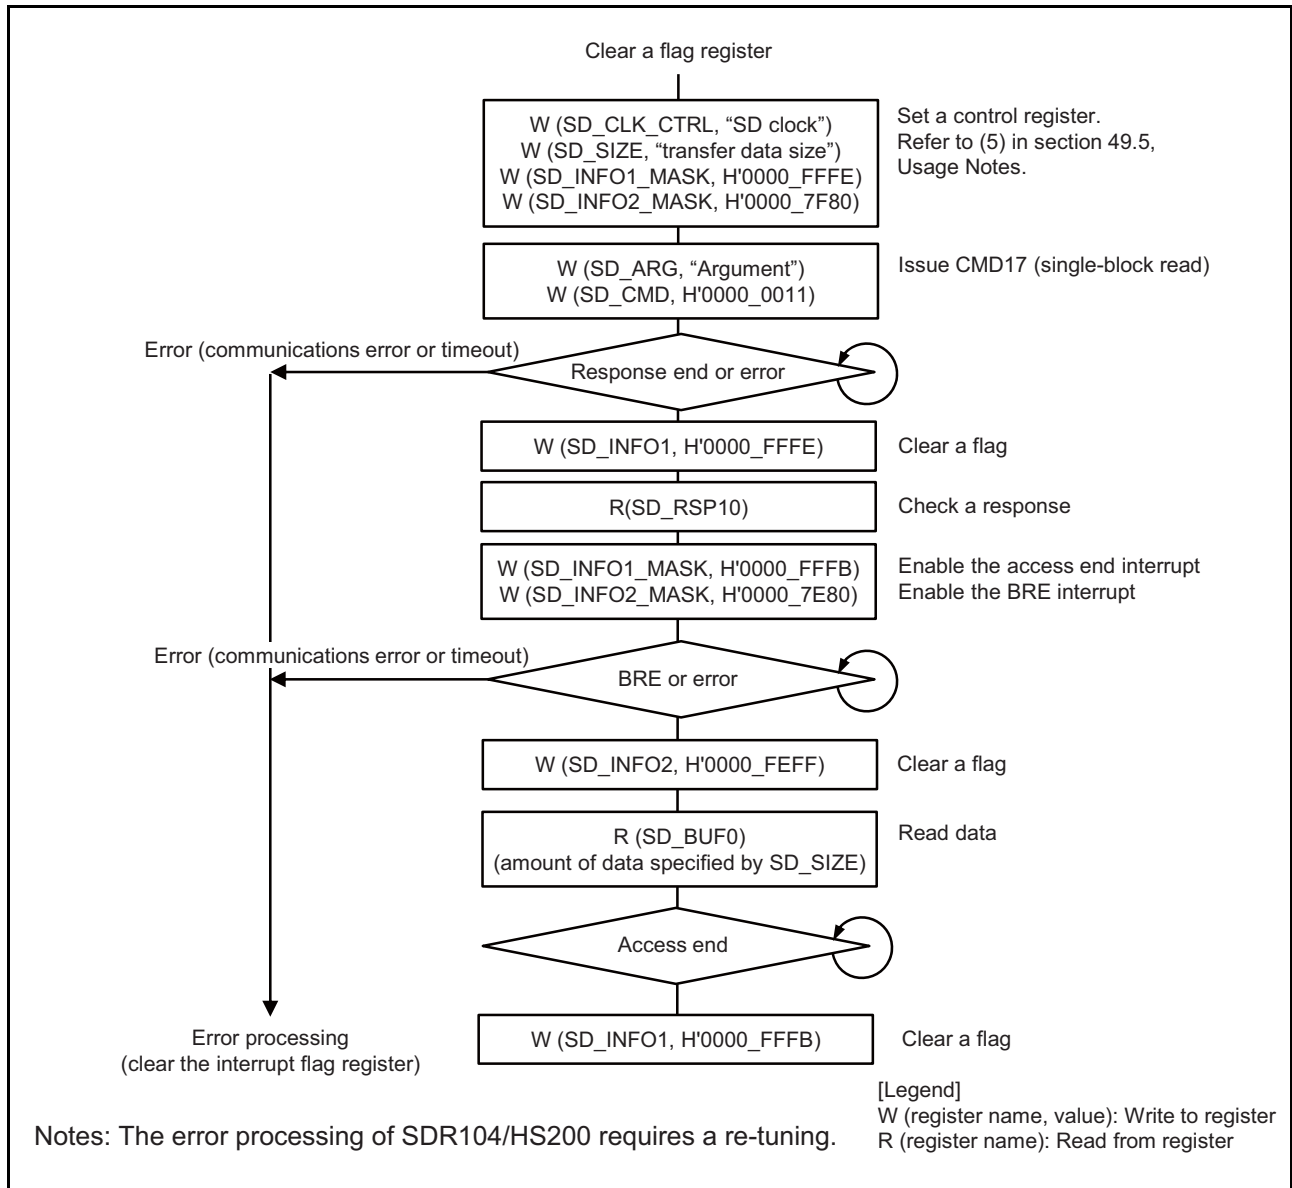 Clear a flag register
W (SD_CLK_CTRL, “SD clock”)
W (SD_SIZE, “transfer data size”)
W (SD_INFO1_MASK, H'0000_FFFE)
W (SD_INFO2_MASK, H'0000_7F80)
Set a control register.
Refer to (5) in section 49.5,
Usage Notes.
W (SD_ARG, “Argument”)
W (SD_CMD, H'0000_0011)
Issue CMD17 (single-block read)
Error (communications error or timeout)
Response end or error
W (SD_INFO1, H'0000_FFFE)
Clear a flag
R(SD_RSP10)
Check a response
W (SD_INFO1_MASK, H'0000_FFFB)
W (SD_INFO2_MASK, H'0000_7E80)
Enable the access end interrupt
Enable the BRE interrupt
Error (communications error or timeout)
BRE or error
W (SD_INFO2, H'0000_FEFF)
Clear a flag
R (SD_BUF0)
(amount of data specified by SD_SIZE)
Read data
Access end
W (SD_INFO1, H'0000_FFFB)
Clear a flag
Error processing
(clear the interrupt flag register)
[Legend]
W (register name, value): Write to register
R (register name): Read from register
Notes: The error processing of SDR104/HS200 requires a re-tuning.